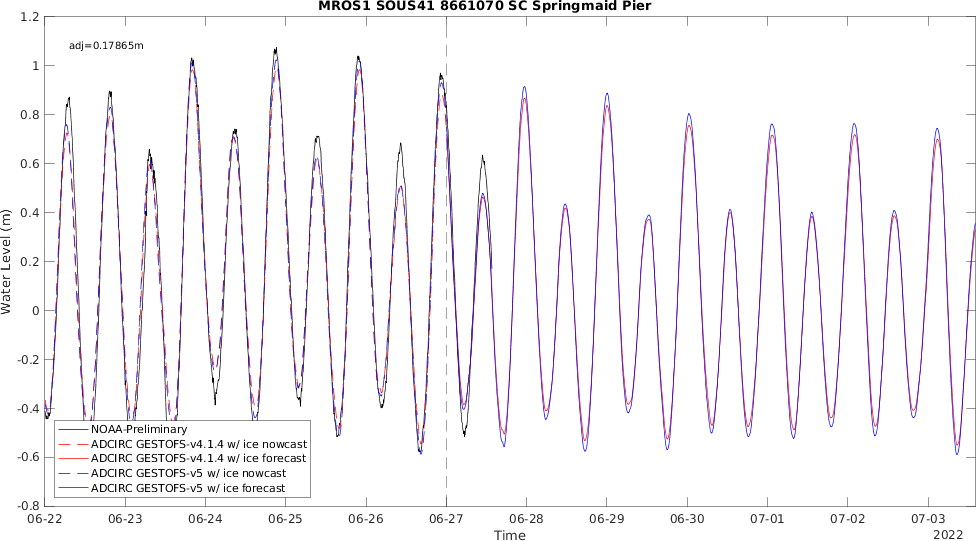 MROS1 SOUS41 8661070 SC Springmaid Pier
adj=0.17865m
Water Level (m)
1.2
1
0.8
0.6
0.4
0.2
0
-0.2
-0.4
-0.6
-0.8
NOAA-Preliminary
ADCIRC GESTOFS-v4.1.4 w/ ice nowcast
ADCIRC GESTOFS-v4.1.4 w/ ice forecast
ADCIRC GESTOFS-v5 w/ ice nowcast
ADCIRC GESTOFS-v5 w/ ice forecast
06-22 06-23 06-24 06-25 06-26 06-27 06-28 06-29 06-30 07-01 07-02 07-03
Time
2022